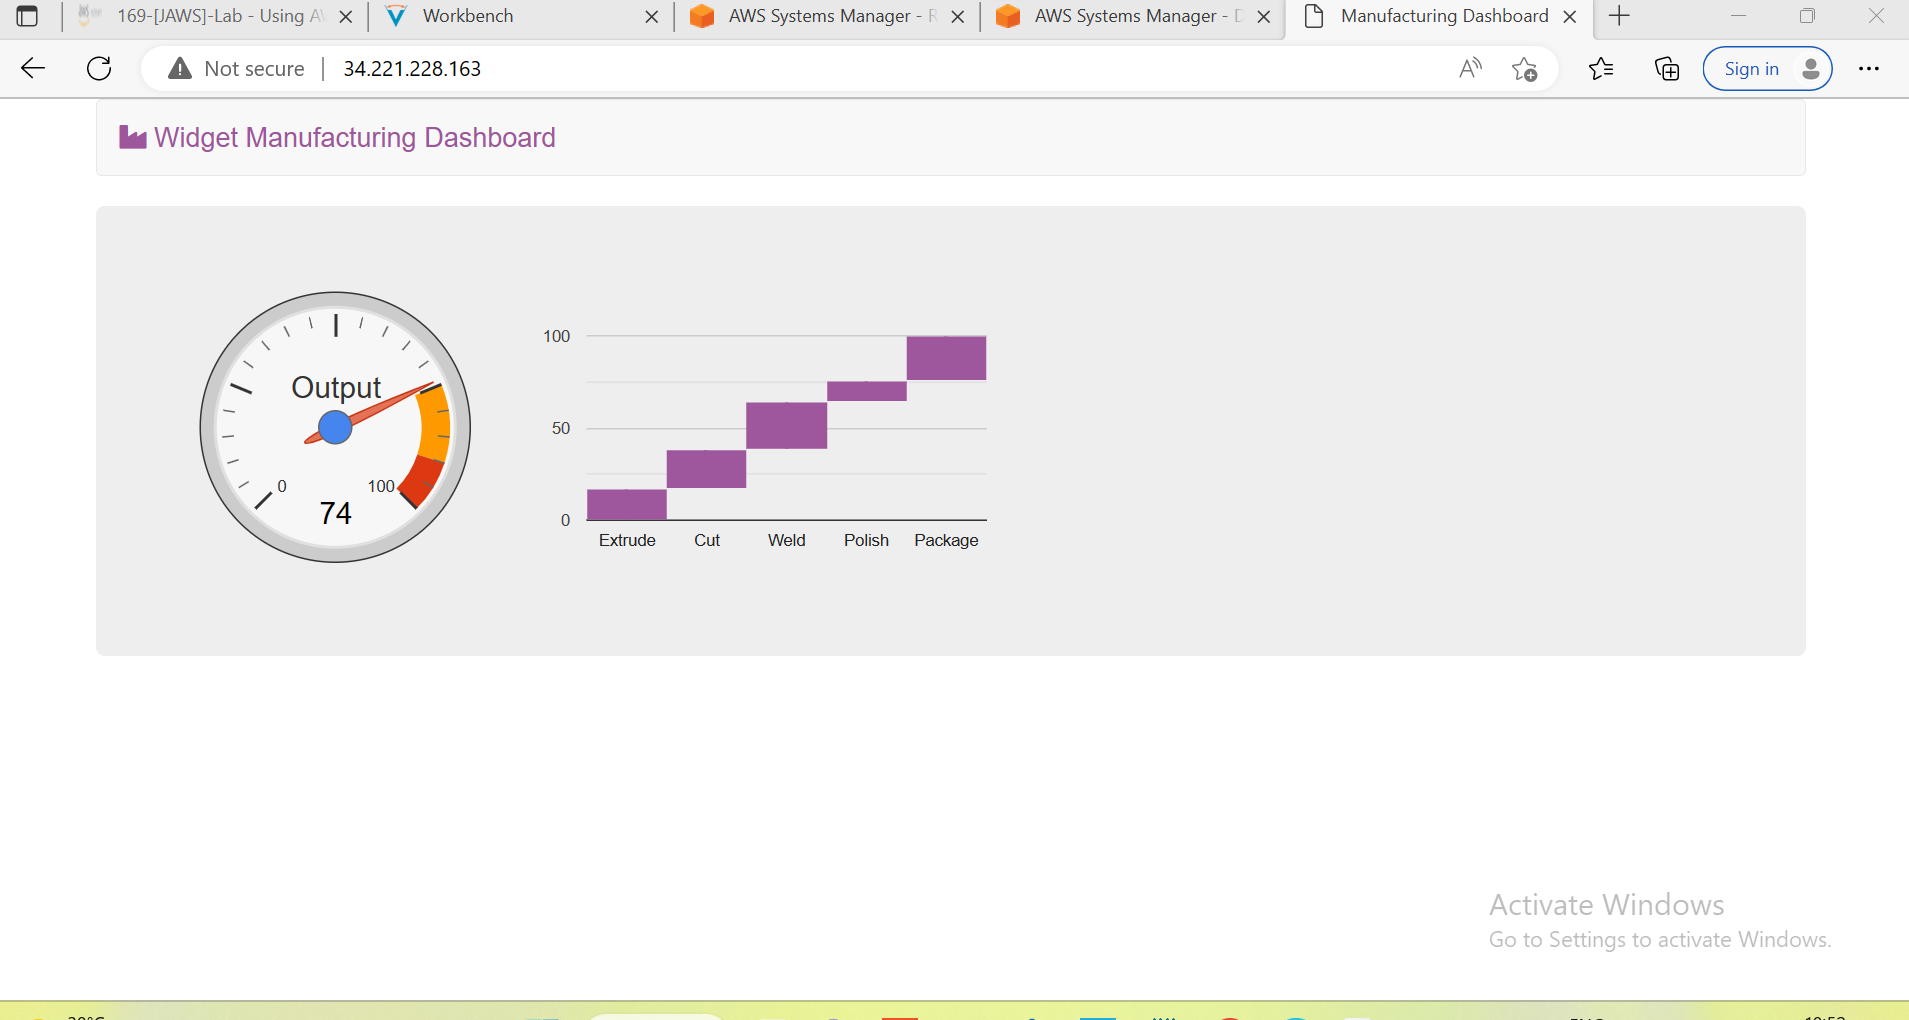 169-[JAWS]-Lab - Using A
Workbench
AWS Systems Manager - R
AWS Systems Manager - D
Manufacturing Dashboard
Not secure
34.221.228.163
Sign in
Widget Manufacturing Dashboard
Output
0
100
74
100
50
0
Extrude
Cut
Weld
Polish
Package
Activate Windows
Go to Settings to activate Windows.